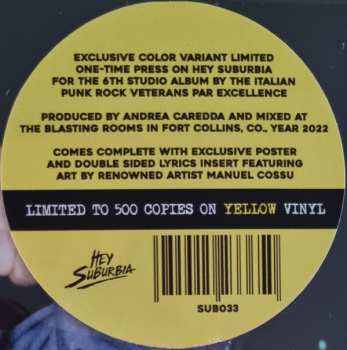 EXCLUSIVE COLOR VARIANT LIMITED
ONE-TIME PRESS ON HEY SUBURBIA
FOR THE 6TH STUDIO ALBUM BY THE ITALIAN
PUNK ROCK VETERANS PAR EXCELLENCE
PRODUCED BY ANDREA CAREDDA AND MIXED AT
THE BLASTING ROOMS IN FORT COLLINS, CO., YEAR 2022
COMES COMPLETE WITH EXCLUSIVE POSTER
AND DOUBLE SIDED LYRICS INSERT FEATURING
ART BY RENOWNED ARTIST MANUEL COSSU
LIMITED TO 500 COPIES ON YELLOW VINYL
HEY
SUBURBIA
SUB033